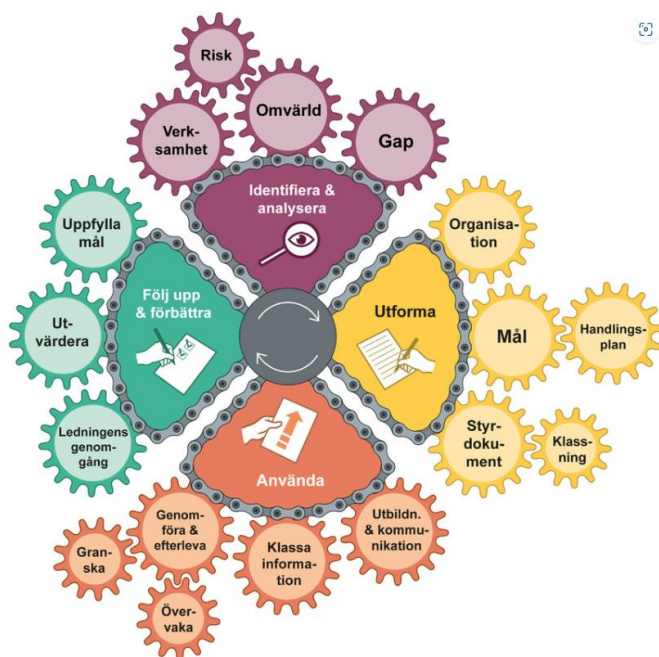 Risk
Verk-
samhet
Omvärld
Gap
Identifiera &
analysera
Uppfylla
mål
Ut-
värdera
Ledningens
genom-
gång
Följ upp
& förbättra
Utforma
Organisa-
tion
Mål
Handlings-
plan
Styr-
doku-
ment
Klass-
ning
Använda
Genom-
föra &
efterleva
Gran-
ska
Över-
vaka
Klassa
information
Utbildn.
& kommu-
nikation